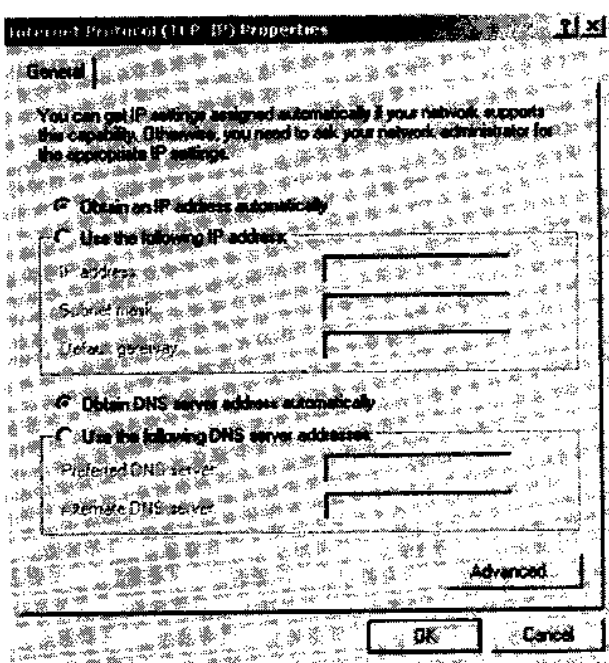 Internet Protocol (TCP/IP) Properties
General
You can get IP settings assigned automatically if your network supports
this capability. Otherwise, you need to ask your network administrator for
the appropriate IP settings.
Obtain an IP address automatically
Use the following IP address:
IP address
Subnet mask
Default gateway
Obtain DNS server address automatically
Use the following DNS server addresses:
Preferred DNS server
Alternate DNS server
Advanced...
OK
Cancel